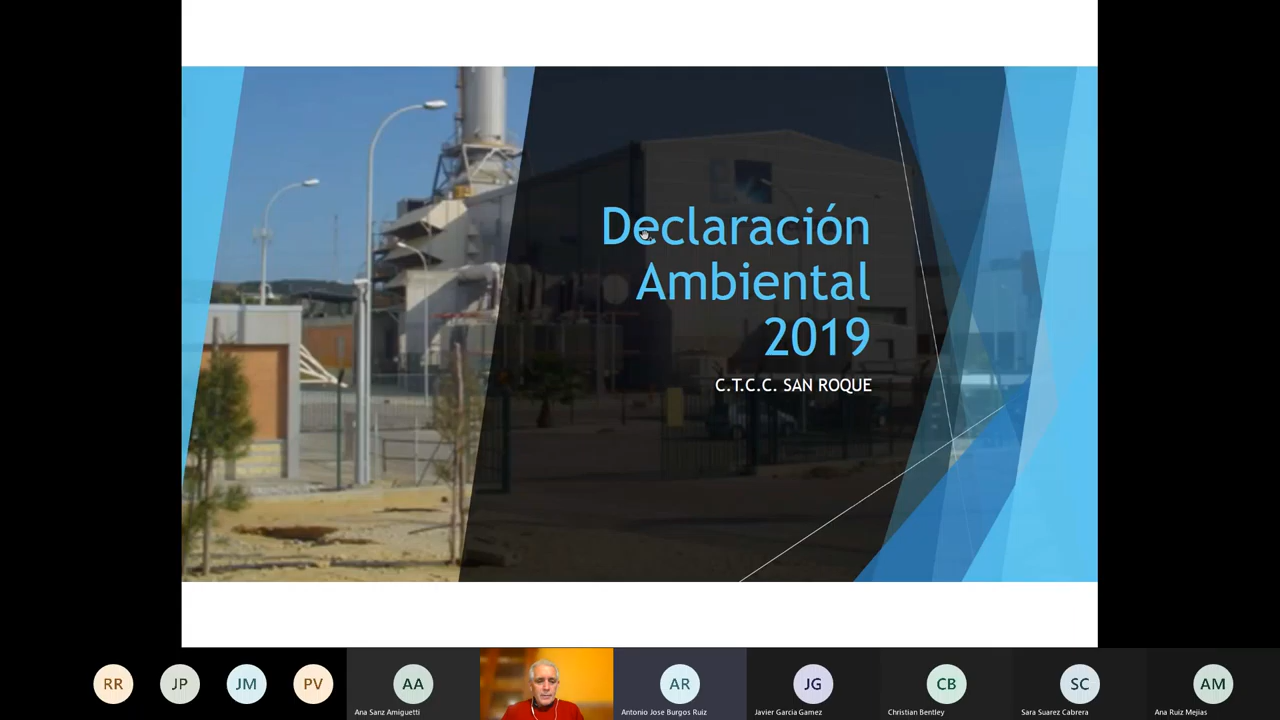 Declaración
Ambiental
2019
C.T.C.C. SAN ROQUE
RR
JP
JM
PV
AA
AR
JG
CB
SC
AM
Ana Sanz Amiguetti
Antonio Jose Burgos Ruiz
Javier Garcia Gamez
Christian Bentley
Sara Suarez Cabrera
Ana Ruiz Mejias